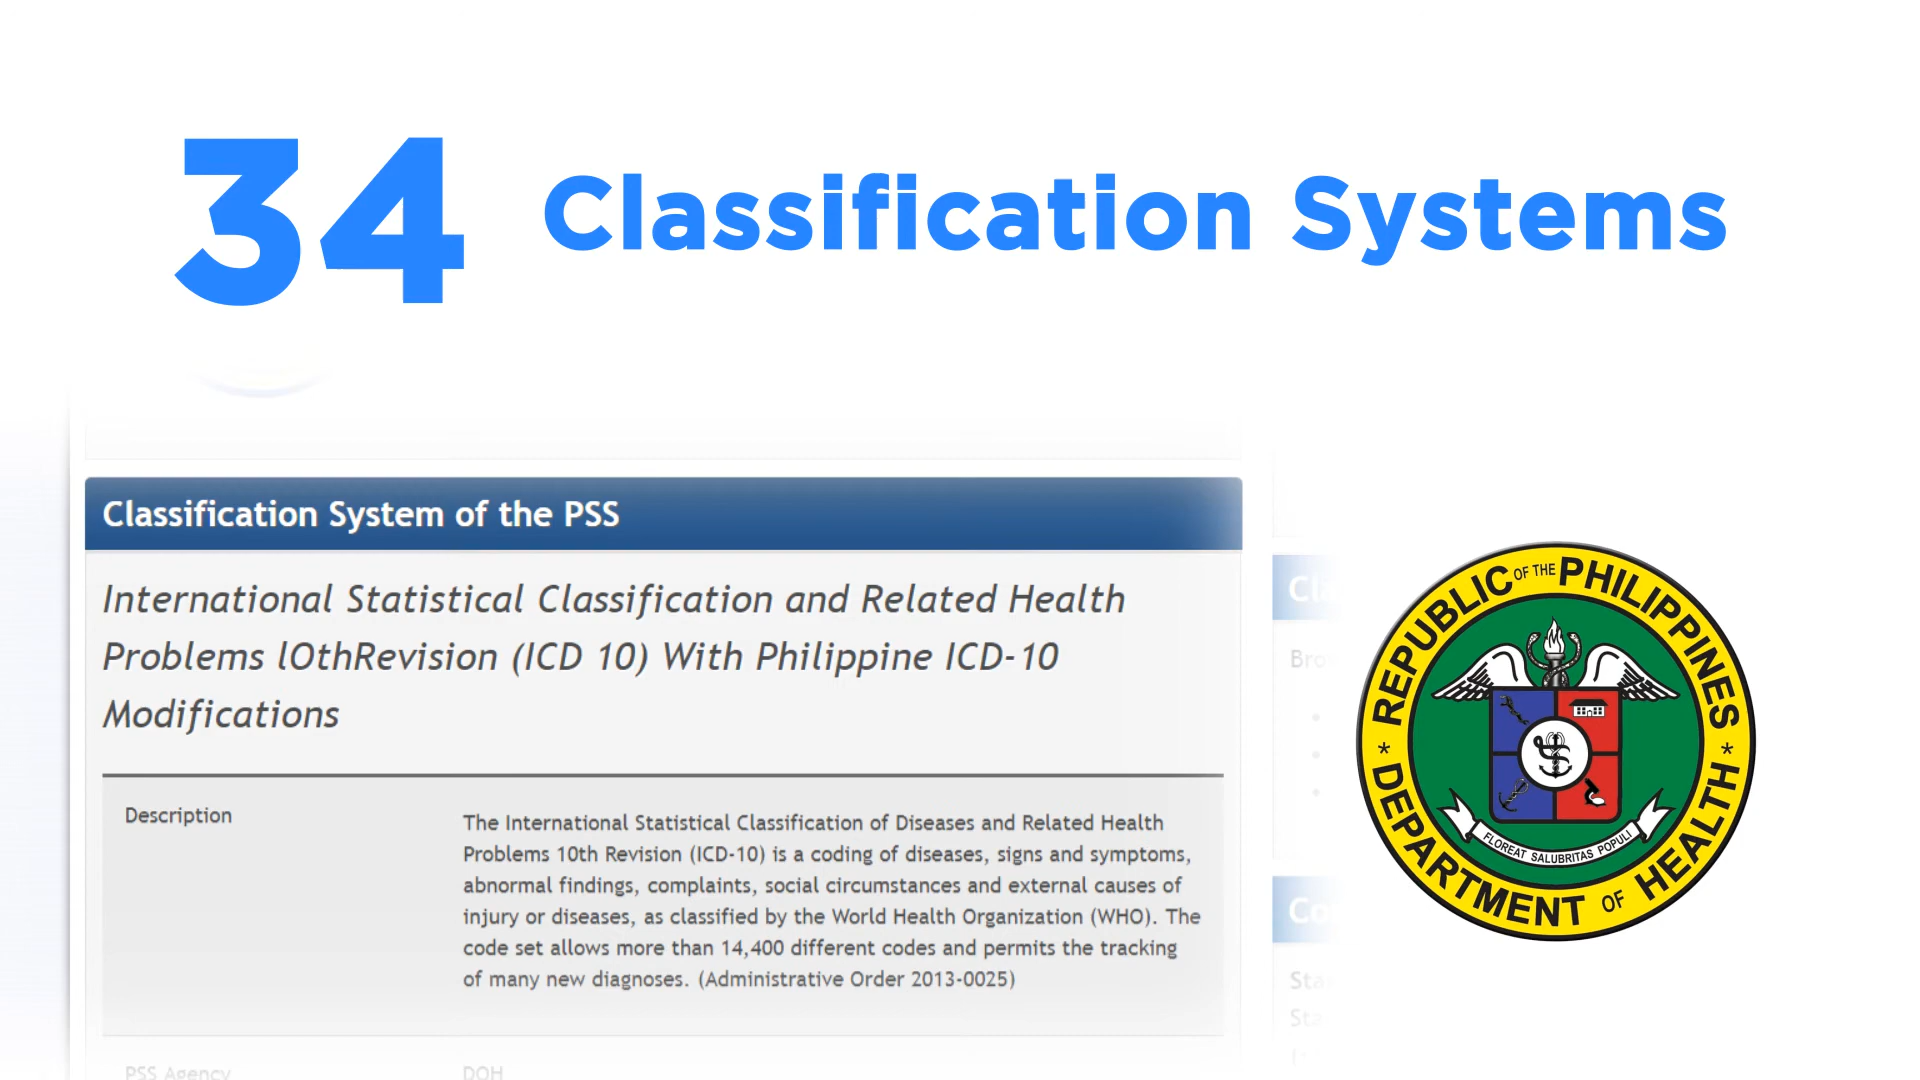 34 Classification Systems
Classification System of the PSS
International Statistical Classification and Related Health
Problems lOthRevision (ICD 10) With Philippine ICD-10
Modifications
Description
The International Statistical Classification of Diseases and Related Health
Problems 10th Revision (ICD-10) is a coding of diseases, signs and symptoms,
abnormal findings, complaints, social circumstances and external causes of
injury or diseases, as classified by the World Health Organization (WHO). The
code set allows more than 14,400 different codes and permits the tracking
of many new diagnoses. (Administrative Order 2013-0025)
PSS Agency
DOH
REPUBLIC OF THE PHILIPPINES
FLOREAT SALUBRITAS POPULI
* DEPARTMENT OF HEALTH *